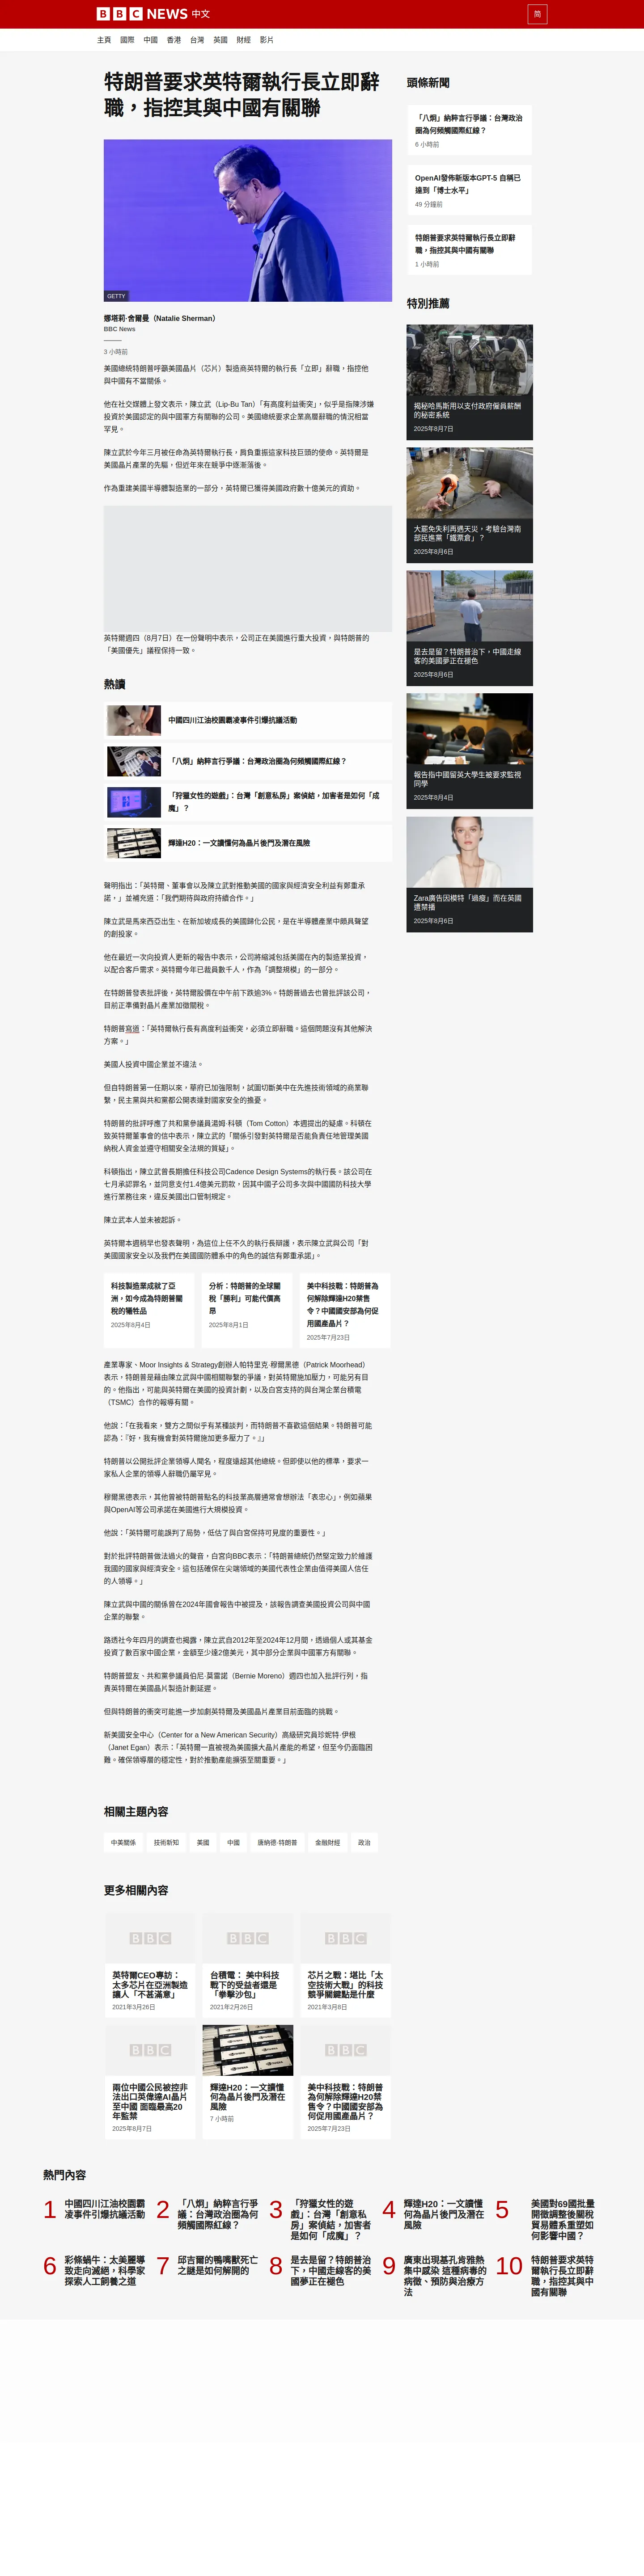 BBC NEWS 中文
简
主頁 國際 中國 香港 台灣 英國 財經 影片
特朗普要求英特爾執行長立即辭
職，指控其與中國有關聯
GETTY
娜塔莉·舍爾曼（Natalie Sherman）
BBC News
3 小時前
美國總統特朗普呼籲美國晶片（芯片）製造商英特爾的執行長「立即」辭職，指控他
與中國有不當關係。
他在社交媒體上發文表示，陳立武（Lip-Bu Tan）「有高度利益衝突」，似乎是指陳涉嫌
投資於美國認定的與中國軍方有關聯的公司。美國總統要求企業高層辭職的情況相當
罕見。
陳立武於今年三月被任命為英特爾執行長，肩負重振這家科技巨頭的使命。英特爾是
美國晶片產業的先驅，但近年來在競爭中逐漸落後。
作為重建美國半導體製造業的一部分，英特爾已獲得美國政府數十億美元的資助。
英特爾週四（8月7日）在一份聲明中表示，公司正在美國進行重大投資，與特朗普的
「美國優先」議程保持一致。
熱讀
中國四川江油校園霸凌事件引爆抗議活動
「八炯」納粹言行爭議：台灣政治圈為何頻觸國際紅線？
「狩獵女性的遊戲」：台灣「創意私房」案偵結，加害者是如何「成
魔」？
輝達H20：一文讀懂何為晶片後門及潛在風險
聲明指出：「英特爾、董事會以及陳立武對推動美國的國家與經濟安全利益有鄭重承
諾，」並補充道：「我們期待與政府持續合作。」
陳立武是馬來西亞出生、在新加坡成長的美國歸化公民，是在半導體產業中頗具聲望
的創投家。
他在最近一次向投資人更新的報告中表示，公司將縮減包括美國在內的製造業投資，
以配合客戶需求。英特爾今年已裁員數千人，作為「調整規模」的一部分。
在特朗普發表批評後，英特爾股價在中午前下跌逾3%。特朗普過去也曾批評該公司，
目前正準備對晶片產業加徵關稅。
特朗普寫道：「英特爾執行長有高度利益衝突，必須立即辭職。這個問題沒有其他解決
方案。」
美國人投資中國企業並不違法。
但自特朗普第一任期以來，華府已加強限制，試圖切斷美中在先進技術領域的商業聯
繫，民主黨與共和黨都公開表達對國家安全的擔憂。
特朗普的批評呼應了共和黨參議員湯姆·科頓（Tom Cotton）本週提出的疑慮。科頓在
致英特爾董事會的信中表示，陳立武的「關係引發對英特爾是否能負責任地管理美國
納稅人資金並遵守相關安全法規的質疑」。
科頓指出，陳立武曾長期擔任科技公司Cadence Design Systems的執行長。該公司在
七月承認罪名，並同意支付1.4億美元罰款，因其中國子公司多次與中國國防科技大學
進行業務往來，違反美國出口管制規定。
陳立武本人並未被起訴。
英特爾本週稍早也發表聲明，為這位上任不久的執行長辯護，表示陳立武與公司「對
美國國家安全以及我們在美國國防體系中的角色的誠信有鄭重承諾」。
科技製造業成就了亞
洲，如今成為特朗普關
稅的犧牲品
2025年8月4日
分析：特朗普的全球關
稅「勝利」可能代價高
昂
2025年8月1日
美中科技戰：特朗普為
何解除輝達H20禁售
令？中國國安部為何促
用國產晶片？
2025年7月23日
產業專家、Moor Insights & Strategy創辦人帕特里克·穆爾黑德（Patrick Moorhead）
表示，特朗普是藉由陳立武與中國相關聯繫的爭議，對英特爾施加壓力，可能另有目
的。他指出，可能與英特爾在美國的投資計劃，以及白宮支持的與台灣企業台積電
（TSMC）合作的報導有關。
他說：「在我看來，雙方之間似乎有某種談判，而特朗普不喜歡這個結果。特朗普可能
認為：『好，我有機會對英特爾施加更多壓力了。』」
特朗普以公開批評企業領導人聞名，程度遠超其他總統。但即使以他的標準，要求一
家私人企業的領導人辭職仍屬罕見。
穆爾黑德表示，其他曾被特朗普點名的科技業高層通常會想辦法「表忠心」，例如蘋果
與OpenAI等公司承諾在美國進行大規模投資。
他說：「英特爾可能誤判了局勢，低估了與白宮保持可見度的重要性。」
對於批評特朗普做法過火的聲音，白宮向BBC表示：「特朗普總統仍然堅定致力於維護
我國的國家與經濟安全。這包括確保在尖端領域的美國代表性企業由值得美國人信任
的人領導。」
陳立武與中國的關係曾在2024年國會報告中被提及，該報告調查美國投資公司與中國
企業的聯繫。
路透社今年四月的調查也揭露，陳立武自2012年至2024年12月間，透過個人或其基金
投資了數百家中國企業，金額至少達2億美元，其中部分企業與中國軍方有關聯。
特朗普盟友、共和黨參議員伯尼·莫雷諾（Bernie Moreno）週四也加入批評行列，指
責英特爾在美國晶片製造計劃延遲。
但與特朗普的衝突可能進一步加劇英特爾及美國晶片產業目前面臨的挑戰。
新美國安全中心（Center for a New American Security）高級研究員珍妮特·伊根
（Janet Egan）表示：「英特爾一直被視為美國擴大晶片產能的希望，但至今仍面臨困
難。確保領導層的穩定性，對於推動產能擴張至關重要。」
相關主題內容
中美關係 技術新知 美國 中國 唐納德·特朗普 金融財經 政治
更多相關內容
BBC
英特爾CEO專訪：
太多芯片在亞洲製造
讓人「不甚滿意」
2021年3月26日
BBC
台積電： 美中科技
戰下的受益者還是
「拳擊沙包」
2021年2月26日
BBC
芯片之戰：堪比「太
空技術大戰」的科技
競爭關鍵點是什麼
2021年3月8日
BBC
兩位中國公民被控非
法出口英偉達AI晶片
至中國 面臨最高20
年監禁
2025年8月7日
輝達H20：一文讀懂
何為晶片後門及潛在
風險
7 小時前
BBC
美中科技戰：特朗普
為何解除輝達H20禁
售令？中國國安部為
何促用國產晶片？
2025年7月23日
頭條新聞
「八炯」納粹言行爭議：台灣政治
圈為何頻觸國際紅線？
6 小時前
OpenAI發佈新版本GPT-5 自稱已
達到「博士水平」
49 分鐘前
特朗普要求英特爾執行長立即辭
職，指控其與中國有關聯
1 小時前
特別推薦
揭秘哈馬斯用以支付政府僱員薪酬
的秘密系統
2025年8月7日
大罷免失利再遇天災，考驗台灣南
部民進黨「鐵票倉」？
2025年8月6日
是去是留？特朗普治下，中國走線
客的美國夢正在褪色
2025年8月6日
報告指中國留英大學生被要求監視
同學
2025年8月4日
Zara廣告因模特「過瘦」而在英國
遭禁播
2025年8月6日
熱門內容
1 中國四川江油校園霸
凌事件引爆抗議活動
2 「八炯」納粹言行爭
議：台灣政治圈為何
頻觸國際紅線？
3 「狩獵女性的遊
戲」：台灣「創意私
房」案偵結，加害者
是如何「成魔」？
4 輝達H20：一文讀懂
何為晶片後門及潛在
風險
5 美國對69國批量
開徵調整後關稅
貿易體系重塑如
何影響中國？
6 彩條蝸牛：太美麗導
致走向滅絕，科學家
探索人工飼養之道
7 邱吉爾的鴨嘴獸死亡
之謎是如何解開的
8 是去是留？特朗普治
下，中國走線客的美
國夢正在褪色
9 廣東出現基孔肯雅熱
集中感染 這種病毒的
病徵、預防與治療方
法
10 特朗普要求英特
爾執行長立即辭
職，指控其與中
國有關聯